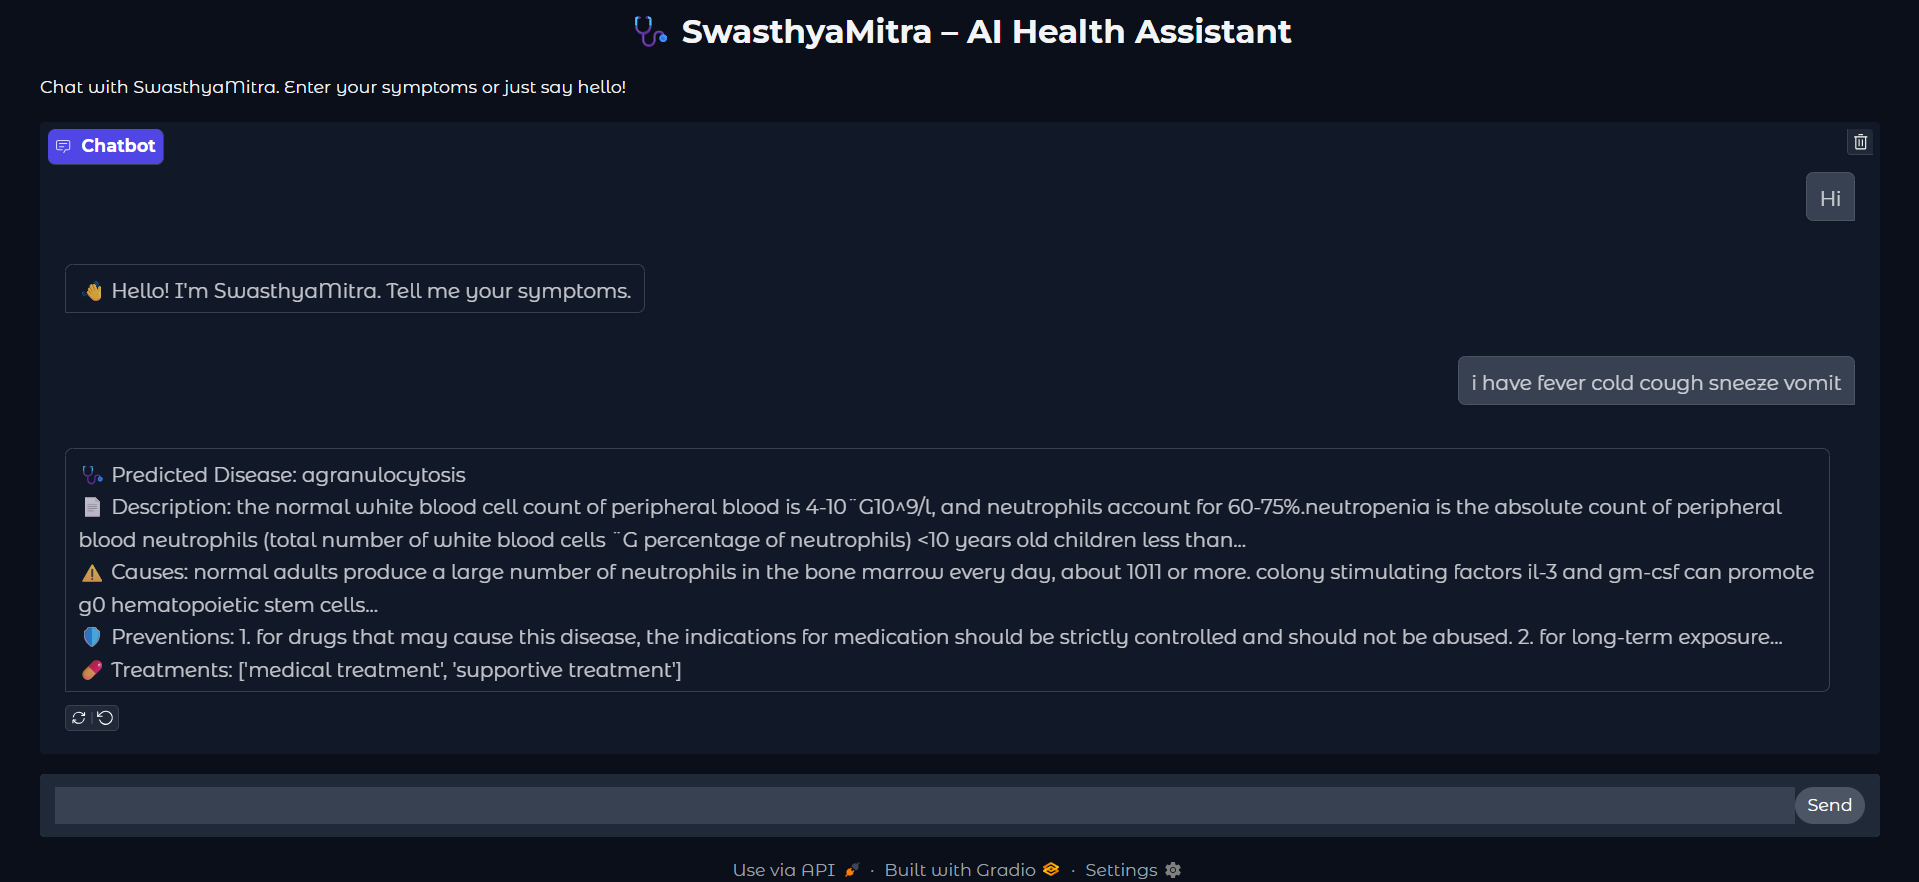 SwasthyaMitra – AI Health Assistant
Chat with SwasthyaMitra. Enter your symptoms or just say hello!
Chatbot
Hi
👋 Hello! I'm SwasthyaMitra. Tell me your symptoms.
i have fever cold cough sneeze vomit
🩺 Predicted Disease: agranulocytosis
📄 Description: the normal white blood cell count of peripheral blood is 4-10¨G10^9/l, and neutrophils account for 60-75%.neutropenia is the absolute count of peripheral
blood neutrophils (total number of white blood cells ¨G percentage of neutrophils) <10 years old children less than...
⚠️ Causes: normal adults produce a large number of neutrophils in the bone marrow every day, about 1011 or more. colony stimulating factors il-3 and gm-csf can promote
g0 hematopoietic stem cells...
🛡️ Preventions: 1. for drugs that may cause this disease, the indications for medication should be strictly controlled and should not be abused. 2. for long-term exposure...
💊 Treatments: ['medical treatment', 'supportive treatment']
Send
Use via API · Built with Gradio · Settings